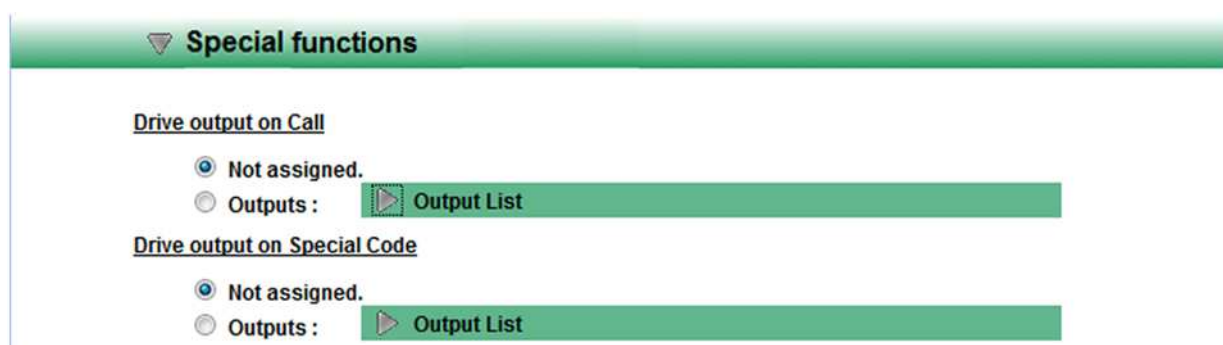 Special functions
Drive output on Call
Not assigned.
Outputs : Output List
Drive output on Special Code
Not assigned.
Outputs : Output List